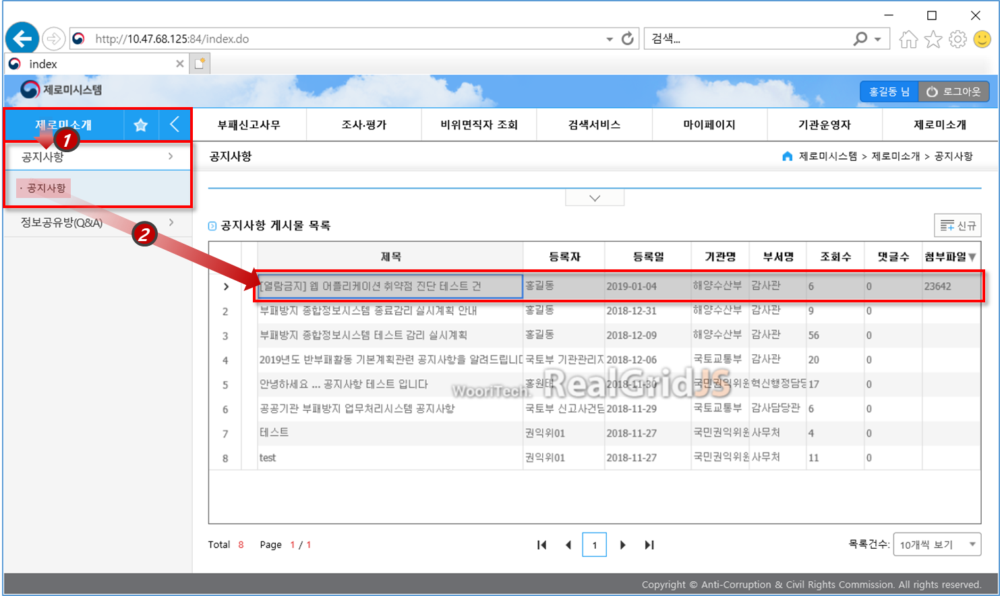 http://10.47.68.125:84/index.do
검색...
index
제로미시스템
홍길동 님
로그아웃
제로미소개
부패신고사무
조사·평가
비위면직자 조회
검색서비스
마이페이지
기관운영자
제로미소개
1
공지사항
공지사항
제로미시스템 > 제로미소개 > 공지사항
· 공지사항
정보공유방(Q&A)
2
공지사항 게시물 목록
신규
제목 등록자 등록일 기관명 부서명 조회수 댓글수 첨부파일▼
[열람금지] 웹 어플리케이션 취약점 진단 테스트 건 홍길동 2019-01-04 해양수산부 감사관 6 0 23642
2 부패방지 종합정보시스템 종료감리 실시계획 안내 홍길동 2018-12-31 해양수산부 감사관 9 0
3 부패방지 종합정보시스템 테스트 감리 실시계획 홍길동 2018-12-09 해양수산부 감사관 56 0
4 2019년도 반부패활동 기본계획관련 공지사항을 알려드립니다 국토부 기관관리자 2018-12-06 국토교통부 감사관 20 0
5 안녕하세요 ... 공지사항 테스트 입니다 홍원태 2018-11-30 국민권익위원 혁신행정담당 17 0
6 공공기관 부패방지 업무처리시스템 공지사항 국토부 신고사건담 2018-11-29 국토교통부 감사담당관 6 0
7 테스트 권익위01 2018-11-27 국민권익위원 사무처 4 0
8 test 권익위01 2018-11-27 국민권익위원 사무처 11 0
WooriTech. RealGridJS
Total 8 Page 1 / 1
1
목록건수: 10개씩 보기
Copyright © Anti-Corruption & Civil Rights Commission. All rights reserved.